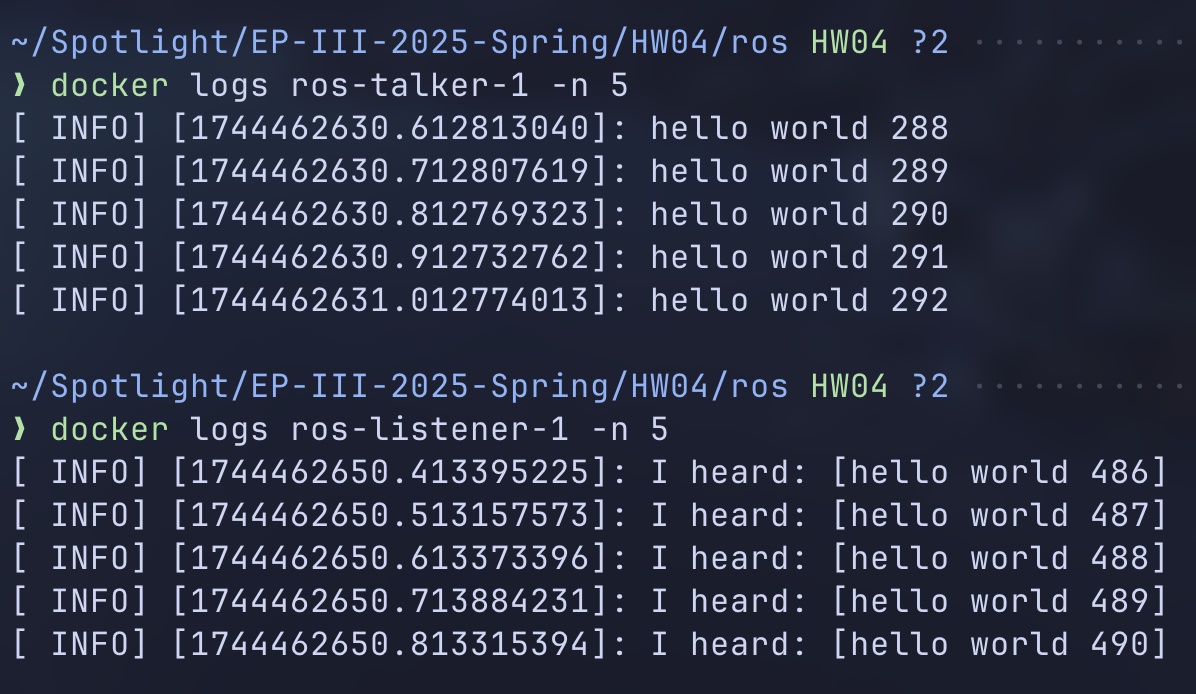 ~/Spotlight/EP-III-2025-Spring/HW04/ros HW04 ?2 ············
❱ docker logs ros-talker-1 -n 5
[ INFO] [1744462630.612813040]: hello world 288
[ INFO] [1744462630.712807619]: hello world 289
[ INFO] [1744462630.812769323]: hello world 290
[ INFO] [1744462630.912732762]: hello world 291
[ INFO] [1744462631.012774013]: hello world 292
~/Spotlight/EP-III-2025-Spring/HW04/ros HW04 ?2 ············
❱ docker logs ros-listener-1 -n 5
[ INFO] [1744462650.413395225]: I heard: [hello world 486]
[ INFO] [1744462650.513157573]: I heard: [hello world 487]
[ INFO] [1744462650.613373396]: I heard: [hello world 488]
[ INFO] [1744462650.713884231]: I heard: [hello world 489]
[ INFO] [1744462650.813315394]: I heard: [hello world 490]